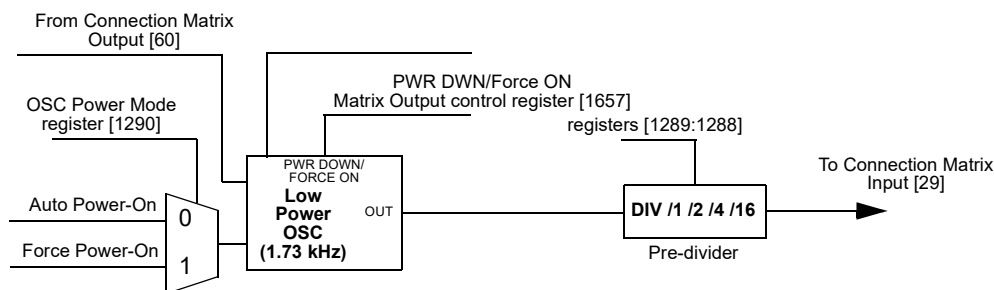 From Connection Matrix
Output [60]
PWR DWN/Force ON
Matrix Output control register [1657]
OSC Power Mode
register [1290]
registers [1289:1288]
PWR DOWN/
FORCE ON
Low
Power
OSC
(1.73 kHz)
OUT
Auto Power-On
0
Force Power-On
1
DIV /1 /2 /4 /16
Pre-divider
To Connection Matrix
Input [29]